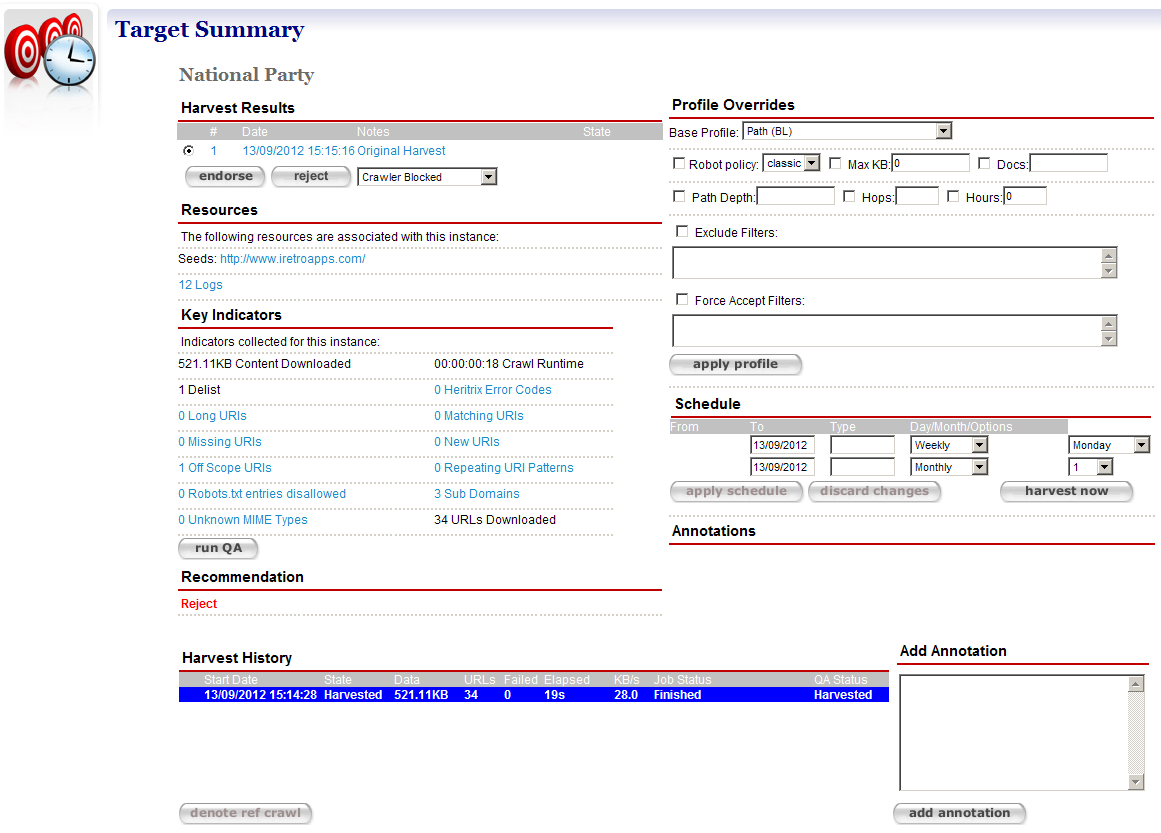 Target Summary
National Party
Harvest Results
# Date Notes State
1 13/09/2012 15:15:16 Original Harvest
endorse reject Crawler Blocked
Resources
The following resources are associated with this instance:
Seeds: http://www.iretroapps.com/
12 Logs
Key Indicators
Indicators collected for this instance:
521.11KB Content Downloaded 00:00:00:18 Crawl Runtime
1 Delist 0 Heritrix Error Codes
0 Long URIs 0 Matching URIs
0 Missing URIs 0 New URIs
1 Off Scope URIs 0 Repeating URI Patterns
0 Robots.txt entries disallowed 3 Sub Domains
0 Unknown MIME Types 34 URLs Downloaded
run QA
Recommendation
Reject
Profile Overrides
Base Profile: Path (BL)
Robot policy: classic Max KB: 0 Docs:
Path Depth: Hops: Hours: 0
Exclude Filters:
Force Accept Filters:
apply profile
Schedule
From To Type Day/Month/Options
13/09/2012 Weekly Monday
13/09/2012 Monthly 1
apply schedule discard changes harvest now
Annotations
Harvest History
Start Date State Data URLs Failed Elapsed KB/s Job Status QA Status
13/09/2012 15:14:28 Harvested 521.11KB 34 0 19s 28.0 Finished Harvested
denote ref crawl
Add Annotation
add annotation